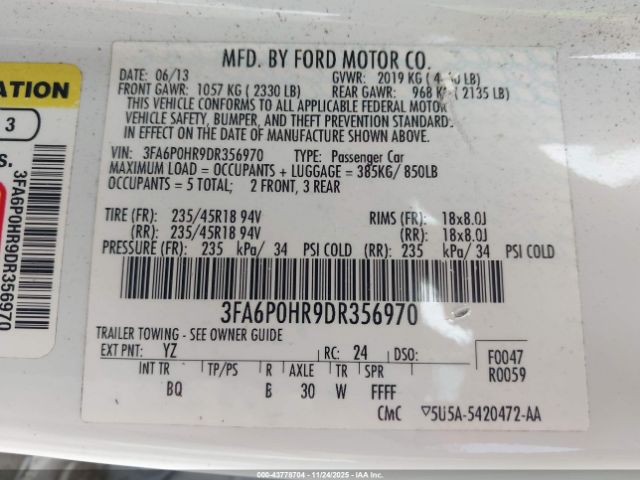 MFD. BY FORD MOTOR CO.
DATE: 06/13 GVWR: 2019 KG ( LB)
FRONT GAWR: 1057 KG ( 2330 LB) REAR GAWR: 968 KG ( 2135 LB)
THIS VEHICLE CONFORMS TO ALL APPLICABLE FEDERAL MOTOR
VEHICLE SAFETY, BUMPER, AND THEFT PREVENTION STANDARDS
IN EFFECT ON THE DATE OF MANUFACTURE SHOWN ABOVE.
VIN: 3FA6P0HR9DR356970 TYPE: Passenger Car
MAXIMUM LOAD = OCCUPANTS + LUGGAGE = 385KG/ 850LB
OCCUPANTS = 5 TOTAL; 2 FRONT, 3 REAR
TIRE (FR): 235/45R18 94V RIMS (FR): 18x8.0J
(RR): 235/45R18 94V (RR): 18x8.0J
PRESSURE (FR): 235 kPa/ 34 PSI COLD (RR): 235 kPa/ 34 PSI COLD
3FA6P0HR9DR356970
TRAILER TOWING - SEE OWNER GUIDE
EXT PNT: YZ RC: 24 DSO: F0047
R0059
INT TR TP/PS R AXLE TR SPR
BQ B 30 W FFFF
CMC ▽5U5A-5420472-AA
ATION
3
s.
3FA6P0HR9DR356970
000-43778704 - 11/24/2025 - IAA